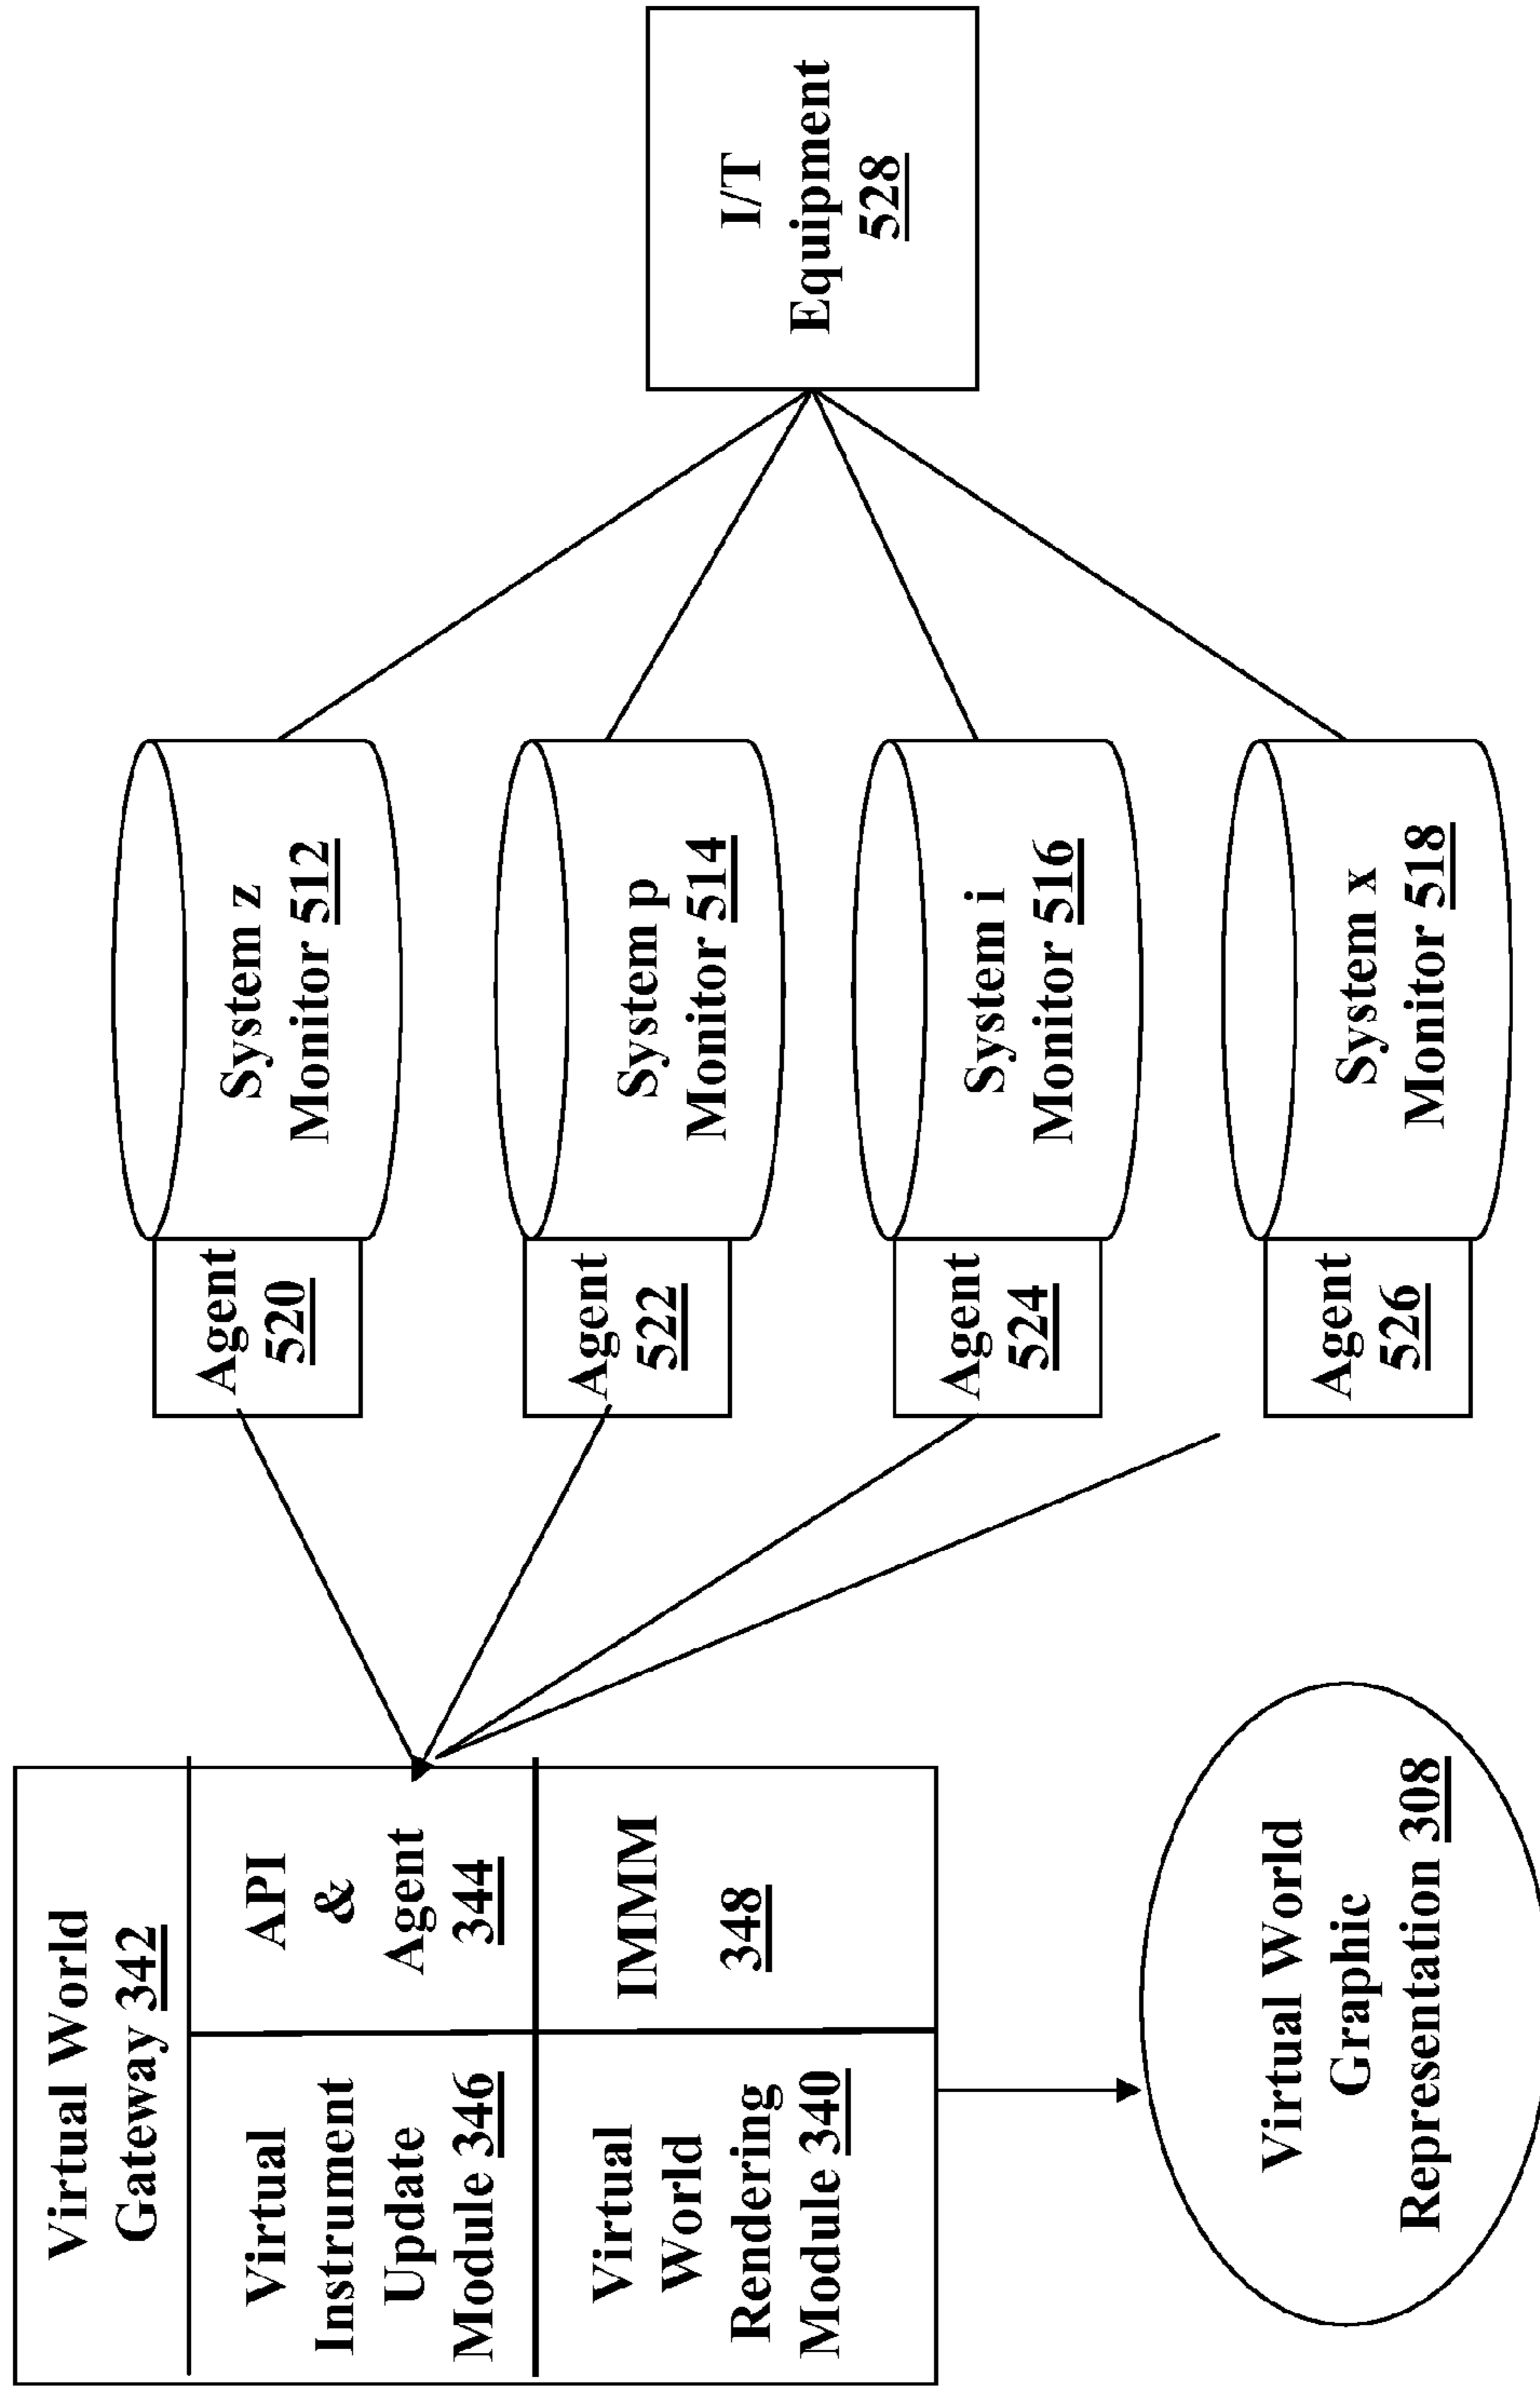 Virtual World
Gateway 342
Virtual
Instrument
Update
Module 346
API
&
Agent
344
Virtual
World
Rendering
Module 340
IMMM
348
Virtual World
Graphic
Representation 308
Agent
520
System z
Monitor 512
Agent
522
System p
Monitor 514
Agent
524
System i
Monitor 516
Agent
526
System x
Monitor 518
I/T
Equipment
528